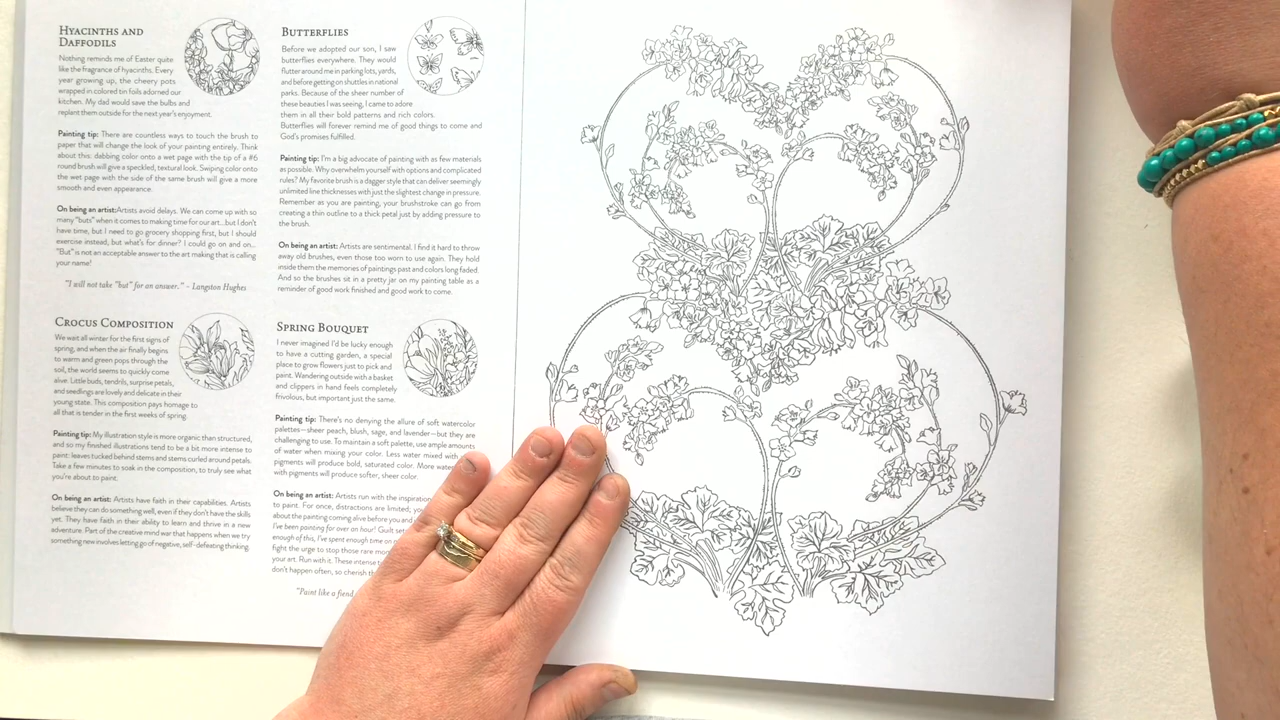 HYACINTHS AND
DAFFODILS
Nothing reminds me of Easter quite
like the fragrance of hyacinths. Every
year growing up, the cheery pots
wrapped in colored tin foils adorned our
kitchen. My dad would save the bulbs and
replant them outside for the next year's enjoyment.
Painting tip: There are countless ways to touch the brush to
paper that will change the look of your painting entirely. Think
about this: dabbing color onto a wet page with the tip of a #6
round brush will give a speckled, textural look. Swiping color onto
the wet page with the side of the same brush will give a more
smooth and even appearance.
On being an artist:Artists avoid delays. We can come up with so
many "buts" when it comes to making time for our art...but I don't
have time, but I need to go grocery shopping first, but I should
exercise instead, but what's for dinner? I could go on and on...
"But" is not an acceptable answer to the art making that is calling
your name!
"I will not take "but" for an answer." - Langston Hughes
CROCUS COMPOSITION
We wait all winter for the first signs of
spring, and when the air finally begins
to warm and green pops through the
soil, the world seems to quickly come
alive. Little buds, tendrils, surprise petals,
and seedlings are lovely and delicate in their
young state. This composition pays homage to
all that is tender in the first weeks of spring.
Painting tip: My illustration style is more organic than structured,
and so my finished illustrations tend to be a bit more intense to
paint: leaves tucked behind stems and stems curled around petals.
Take a few minutes to soak in the composition, to truly see what
you're about to paint.
On being an artist: Artists have faith in their capabilities. Artists
believe they can do something well, even if they don't have the skills
yet. They have faith in their ability to learn and thrive in a new
adventure. Part of the creative mind war that happens when we try
something new involves letting go of negative, self-defeating thinking.
BUTTERFLIES
Before we adopted our son, I saw
butterflies everywhere. They would
flutter around me in parking lots, yards,
and before getting on shuttles in national
parks. Because of the sheer number of
these beauties I was seeing, I came to adore
them in all their bold patterns and rich colors.
Butterflies will forever remind me of good things to come and
God's promises fulfilled.
Painting tip: I'm a big advocate of painting with as few materials
as possible. Why overwhelm yourself with options and complicated
rules? My favorite brush is a dagger style that can deliver seemingly
unlimited line thicknesses with just the slightest change in pressure.
Remember as you are painting, your brushstroke can go from
creating a thin outline to a thick petal just by adding pressure to
the brush.
On being an artist: Artists are sentimental. I find it hard to throw
away old brushes, even those too worn to use again. They hold
inside them the memories of paintings past and colors long faded.
And so the brushes sit in a pretty jar on my painting table as a
reminder of good work finished and good work to come.
SPRING BOUQUET
I never imagined I'd be lucky enough
to have a cutting garden, a special
place to grow flowers just to pick and
paint. Wandering outside with a basket
and clippers in hand feels completely
frivolous, but important just the same.
Painting tip: There's no denying the allure of soft watercolor
palettes—sheer peach, blush, sage, and lavender—but they are
challenging to use. To maintain a soft palette, use ample amounts
of water when mixing your color. Less water mixed with
pigments will produce bold, saturated color. More water
with pigments will produce softer, sheer color.
On being an artist: Artists run with the inspiration
to paint. For once, distractions are limited; you
about the painting coming alive before you and
I've been painting for over an hour! Guilt set
enough of this, I've spent enough time on
fight the urge to stop those rare mom
your art. Run with it. These intense
don't happen often, so cherish
"Paint like a fiend